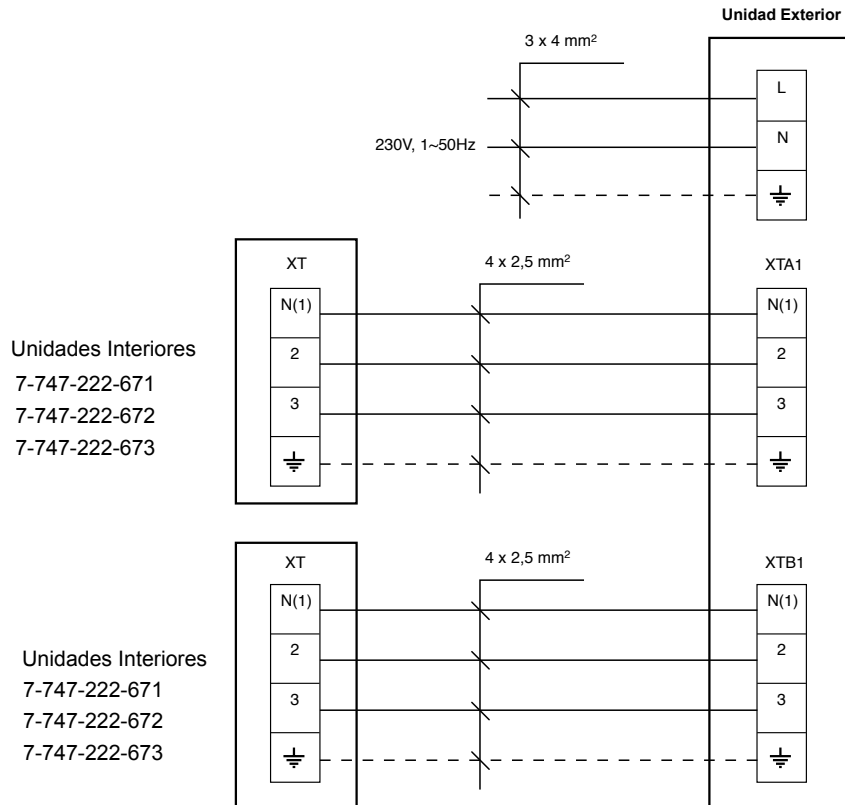 Unidad Exterior
3 x 4 mm²
L
230V, 1~50Hz
N
XT
4 x 2,5 mm²
XTA1
N(1)
N(1)
Unidades Interiores
2
2
7-747-222-671
7-747-222-672
3
3
7-747-222-673
XT
4 x 2,5 mm²
XTB1
N(1)
N(1)
Unidades Interiores
2
2
7-747-222-671
3
3
7-747-222-672
7-747-222-673